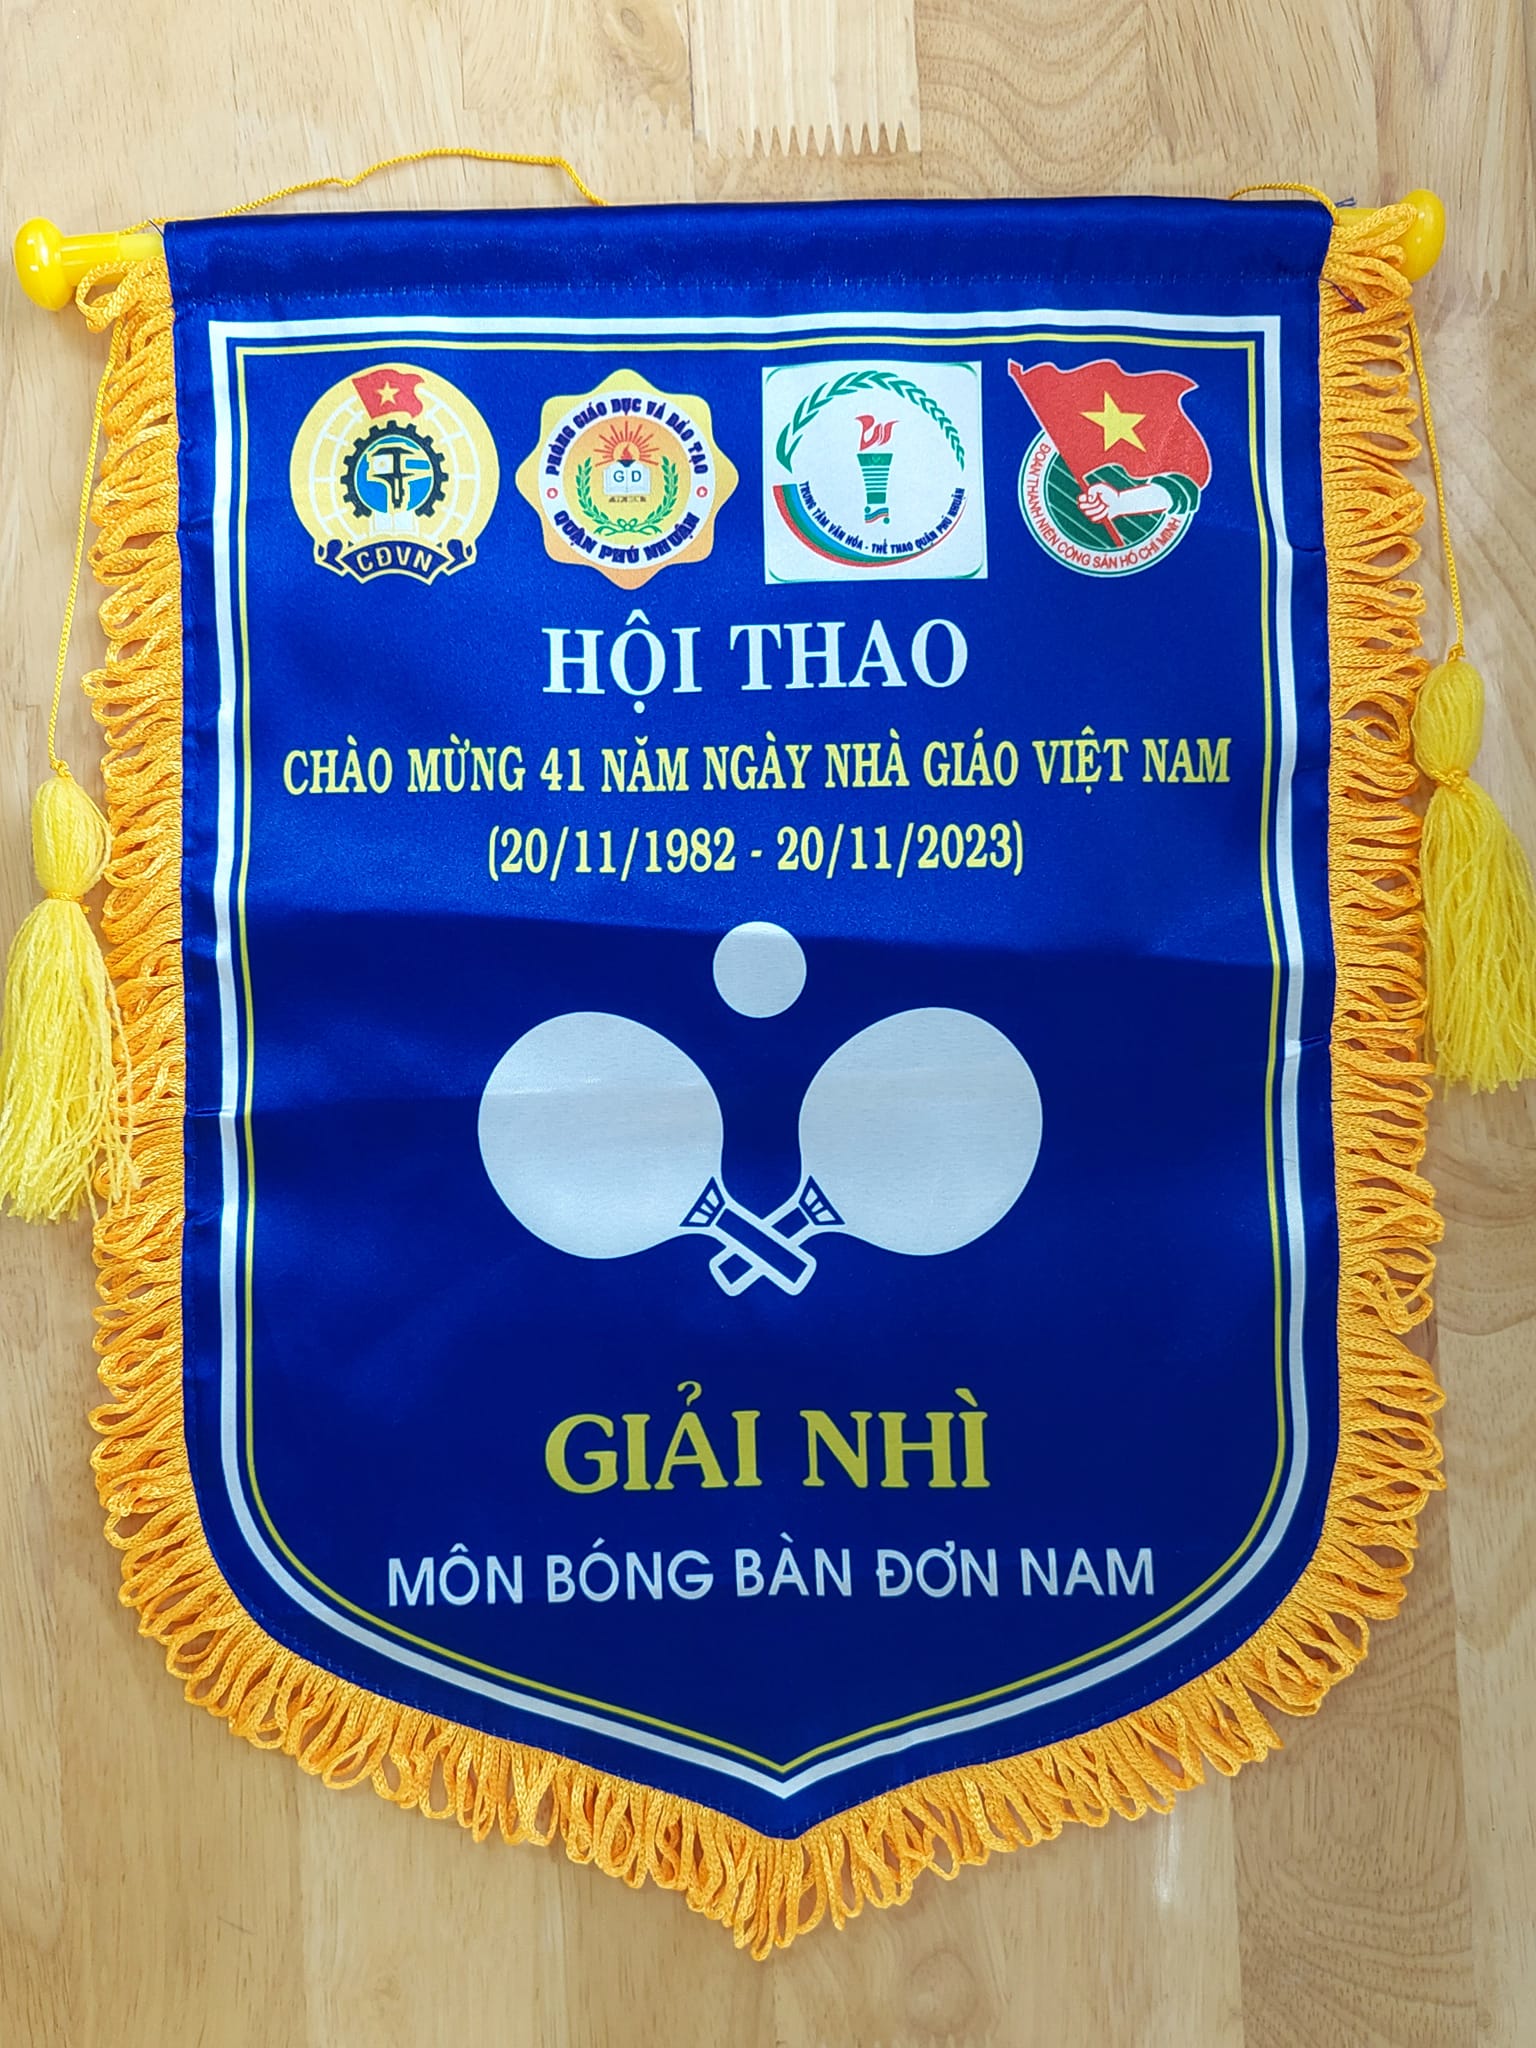 CĐVN
PHÒNG GIÁO DỤC VÀ ĐÀO TẠO
GD
QUẬN PHÚ NHUẬN
TRUNG TÂM VĂN HÓA - THỂ THAO QUẬN PHÚ NHUẬN
ĐOÀN THANH NIÊN CỘNG SẢN HỒ CHÍ MINH
HỘI THAO
CHÀO MỪNG 41 NĂM NGÀY NHÀ GIÁO VIỆT NAM
(20/11/1982 - 20/11/2023)
GIẢI NHÌ
MÔN BÓNG BÀN ĐƠN NAM